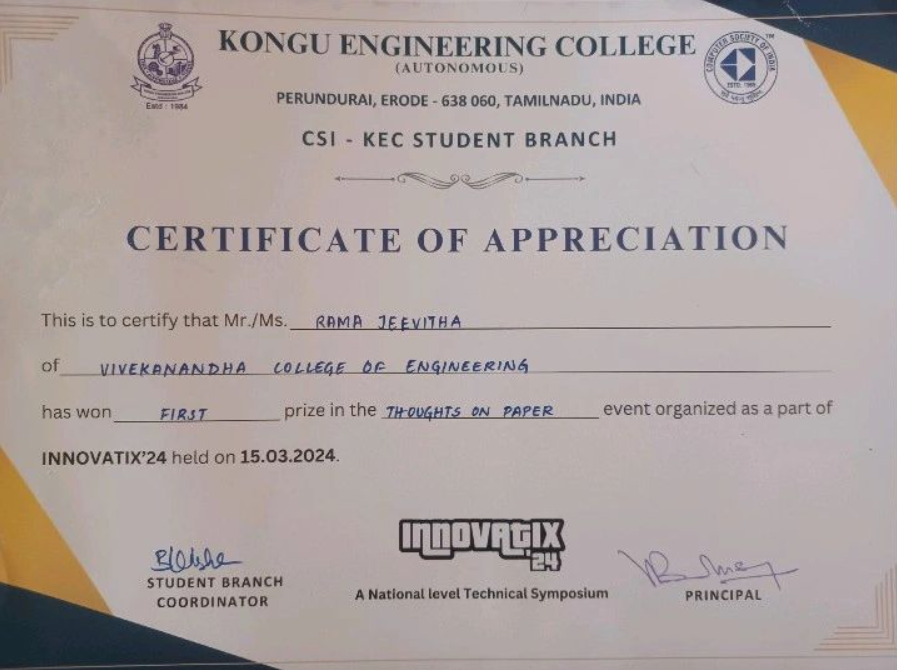 KONGU ENGINEERING COLLEGE
(AUTONOMOUS)
Estd : 1984
COMPUTER SOCIETY OF INDIA
TM
ESTD. 1965
PERUNDURAI, ERODE - 638 060, TAMILNADU, INDIA
CSI - KEC STUDENT BRANCH
CERTIFICATE OF APPRECIATION
This is to certify that Mr./Ms. RAMA JEEVITHA
of VIVEKANANDHA COLLEGE OF ENGINEERING
has won FIRST prize in the THOUGHTS ON PAPER event organized as a part of
INNOVATIX'24 held on 15.03.2024.
INNOVATIX
'24
STUDENT BRANCH
COORDINATOR
A National level Technical Symposium
PRINCIPAL